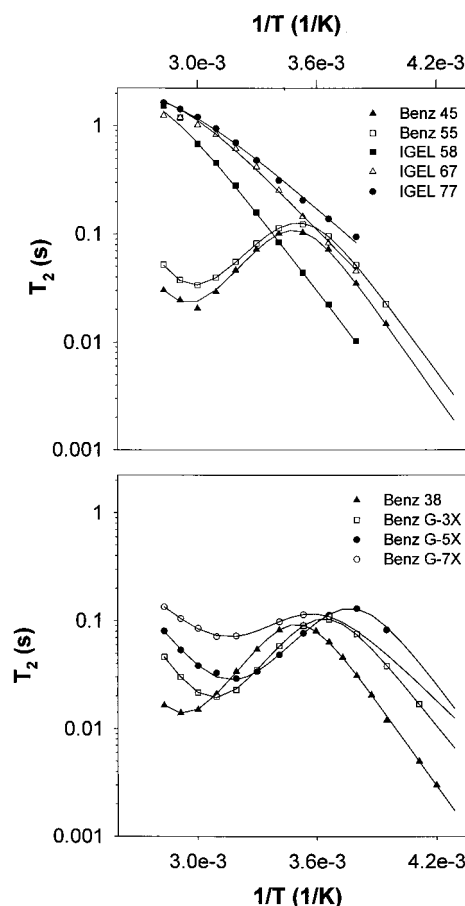 1/T (1/K)
3.0e-3 3.6e-3 4.2e-3
Benz 45
Benz 55
IGEL 58
IGEL 67
IGEL 77
1
0.1
0.01
0.001
T2 (s)
Benz 38
Benz G-3X
Benz G-5X
Benz G-7X
1
0.1
0.01
0.001
T2 (s)
3.0e-3 3.6e-3 4.2e-3
1/T (1/K)